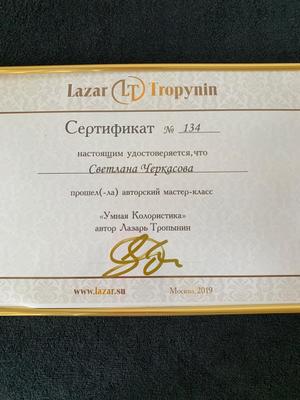 Lazar LT Tropynin
Сертификат № 134
настоящим удостоверяется, что
Светлана Черкасова
прошел(-ла) авторский мастер-класс
«Умная Колористика»
автор Лазарь Тропынин
www.lazar.su Москва, 2019